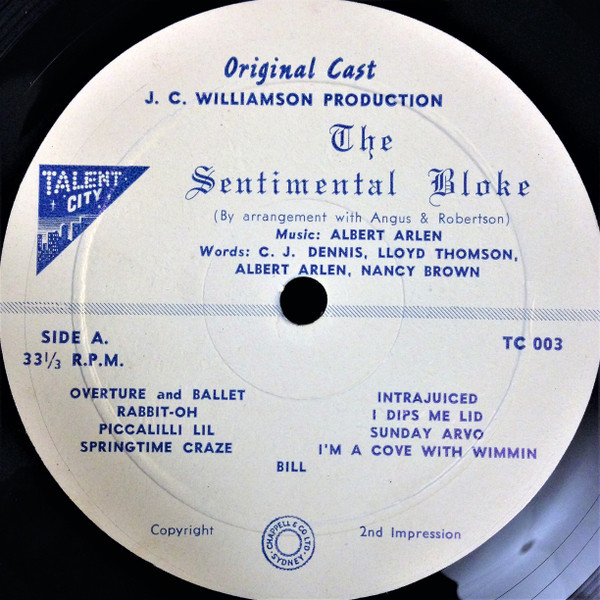 Original Cast
J. C. WILLIAMSON PRODUCTION
The
Sentimental Bloke
TALENT
CITY
(By arrangement with Angus & Robertson)
Music: ALBERT ARLEN
Words: C. J. DENNIS, LLOYD THOMSON,
ALBERT ARLEN, NANCY BROWN
SIDE A.
33⅓ R.P.M.
TC 003
OVERTURE and BALLET
RABBIT-OH
PICCALILLI LIL
SPRINGTIME CRAZE
INTRAJUICED
I DIPS ME LID
SUNDAY ARVO
I'M A COVE WITH WIMMIN
BILL
Copyright
CHAPPELL & CO LTD.
SYDNEY
2nd Impression